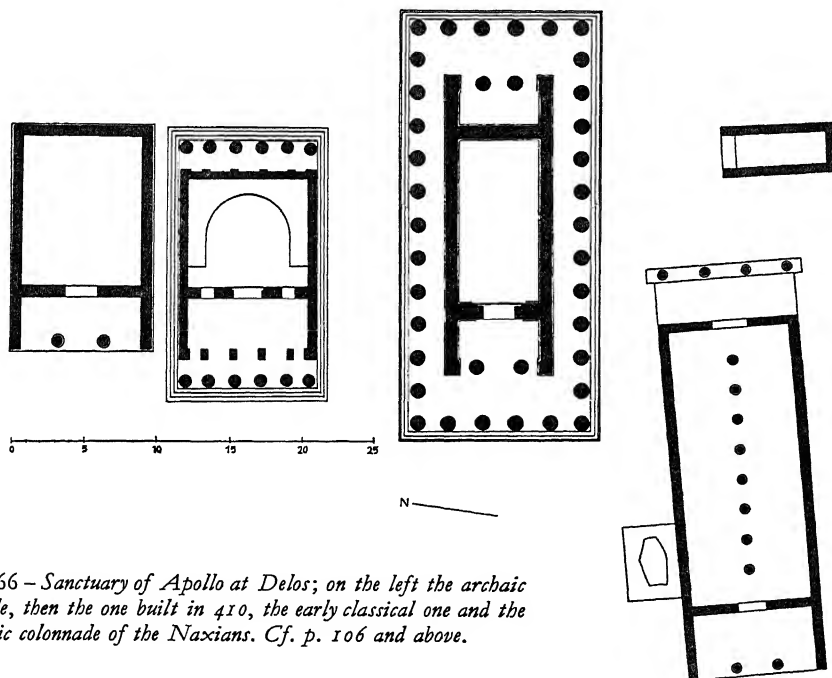 0 5 10 15 20 25
N
66 – Sanctuary of Apollo at Delos; on the left the archaic
le, then the one built in 410, the early classical one and the
ic colonnade of the Naxians. Cf. p. 106 and above.